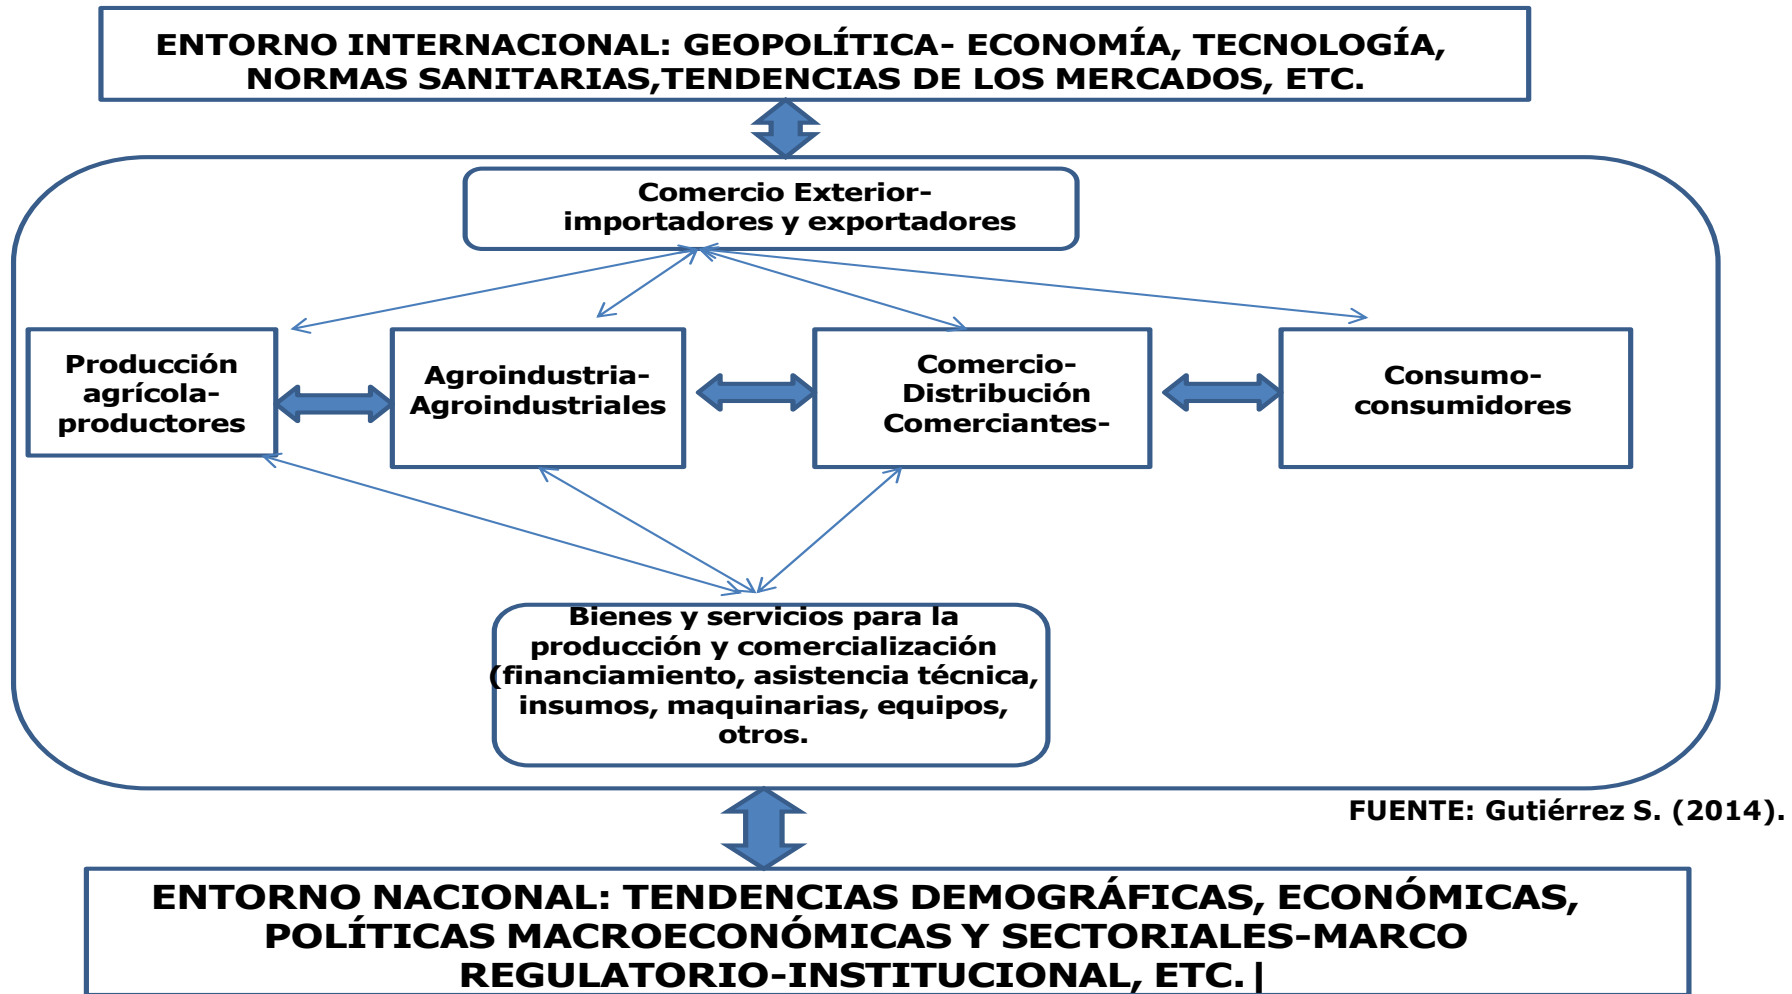 ENTORNO INTERNACIONAL: GEOPOLÍTICA- ECONOMÍA, TECNOLOGÍA,
NORMAS SANITARIAS,TENDENCIAS DE LOS MERCADOS, ETC.
Comercio Exterior-
importadores y exportadores
Producción
agrícola-
productores
Agroindustria-
Agroindustriales
Comercio-
Distribución
Comerciantes-
Consumo-
consumidores
Bienes y servicios para la
producción y comercialización
(financiamiento, asistencia técnica,
insumos, maquinarias, equipos,
otros.
FUENTE: Gutiérrez S. (2014).
ENTORNO NACIONAL: TENDENCIAS DEMOGRÁFICAS, ECONÓMICAS,
POLÍTICAS MACROECONÓMICAS Y SECTORIALES-MARCO
REGULATORIO-INSTITUCIONAL, ETC. |